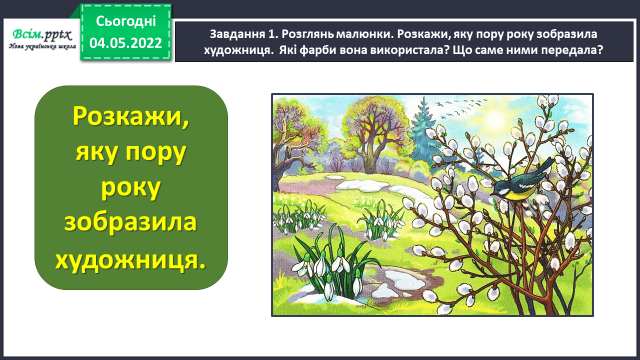 Всім.pptx
Нова українська школа
Сьогодні
04.05.2022
Завдання 1. Розглянь малюнки. Розкажи, яку пору року зобразила
художниця. Які фарби вона використала? Що саме ними передала?
Розкажи,
яку пору
року
зобразила
художниця.